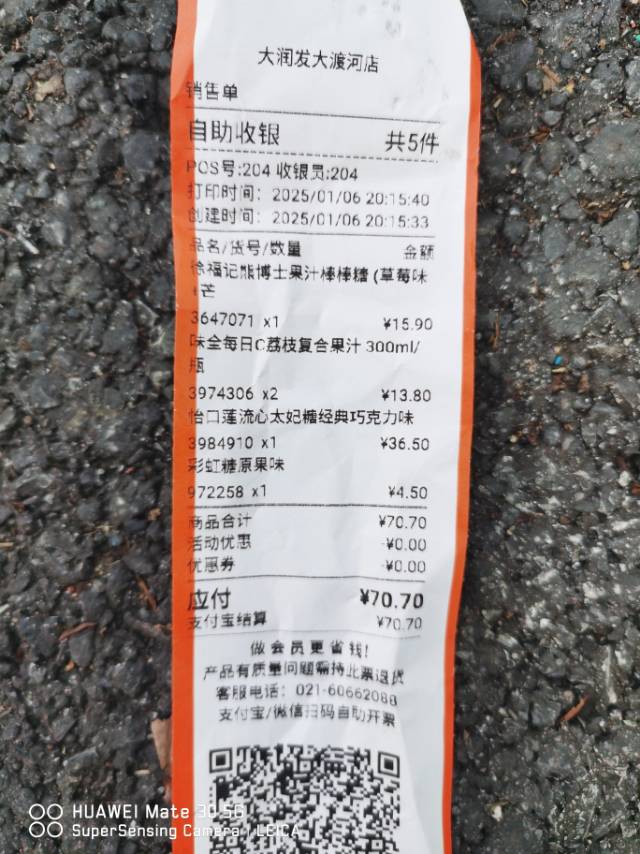 大润发大渡河店
销售单
自助收银 共5件
POS号:204 收银员:204
打印时间: 2025/01/06 20:15:40
创建时间: 2025/01/06 20:15:33
品名/货号/数量 金额
徐福记熊博士果汁棒棒糖 (草莓味
+芒
3647071 x1 ¥15.90
味全每日C荔枝复合果汁 300ml/
瓶
3974306 x2 ¥13.80
怡口莲流心太妃糖经典巧克力味
3984910 x1 ¥36.50
彩虹糖原果味
972258 x1 ¥4.50
商品合计 ¥70.70
活动优惠 -¥0.00
优惠券 -¥0.00
应付 ¥70.70
支付宝结算 ¥70.70
做会员更省钱!
产品有质量问题需持此票退货
客服电话: 021-60662088
支付宝/微信扫码自助开票
HUAWEI Mate 30 5G
SuperSensing Camera | LEICA